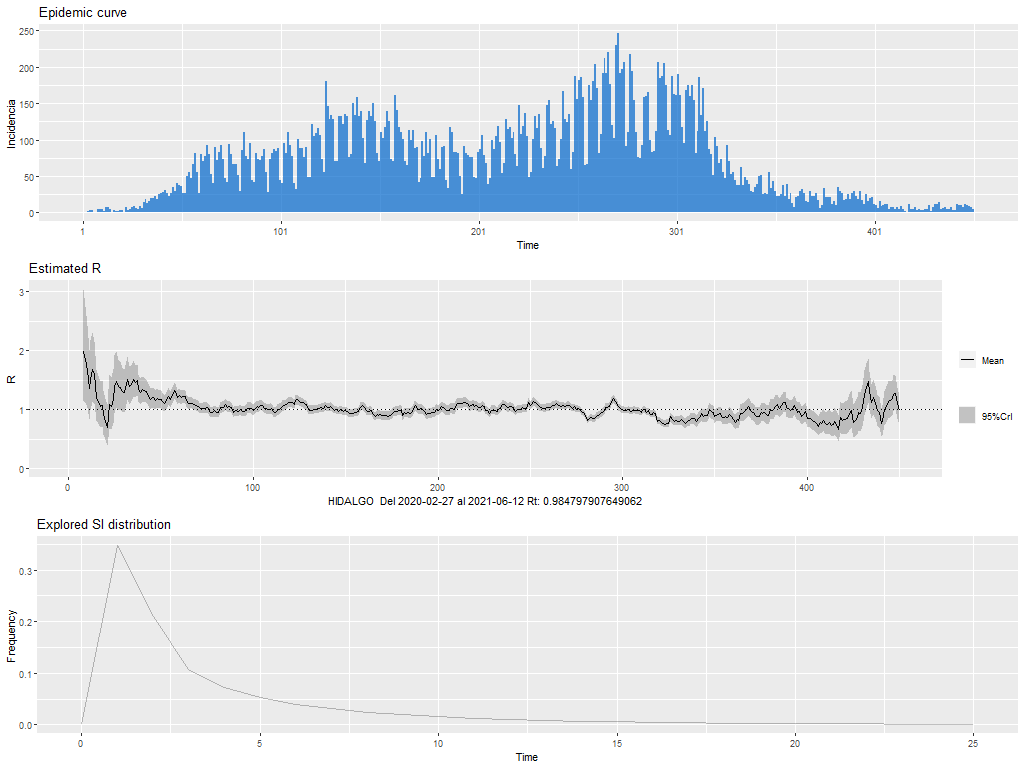 Epidemic curve
250
200
150
100
50
0
Incidencia
1
101
201
301
401
Time
Estimated R
3
2
1
0
R
Mean
95%CrI
0
100
200
300
400
HIDALGO Del 2020-02-27 al 2021-06-12 Rt: 0.984797907649062
Explored SI distribution
0.3
0.2
0.1
0.0
Frequency
0
5
10
15
20
25
Time